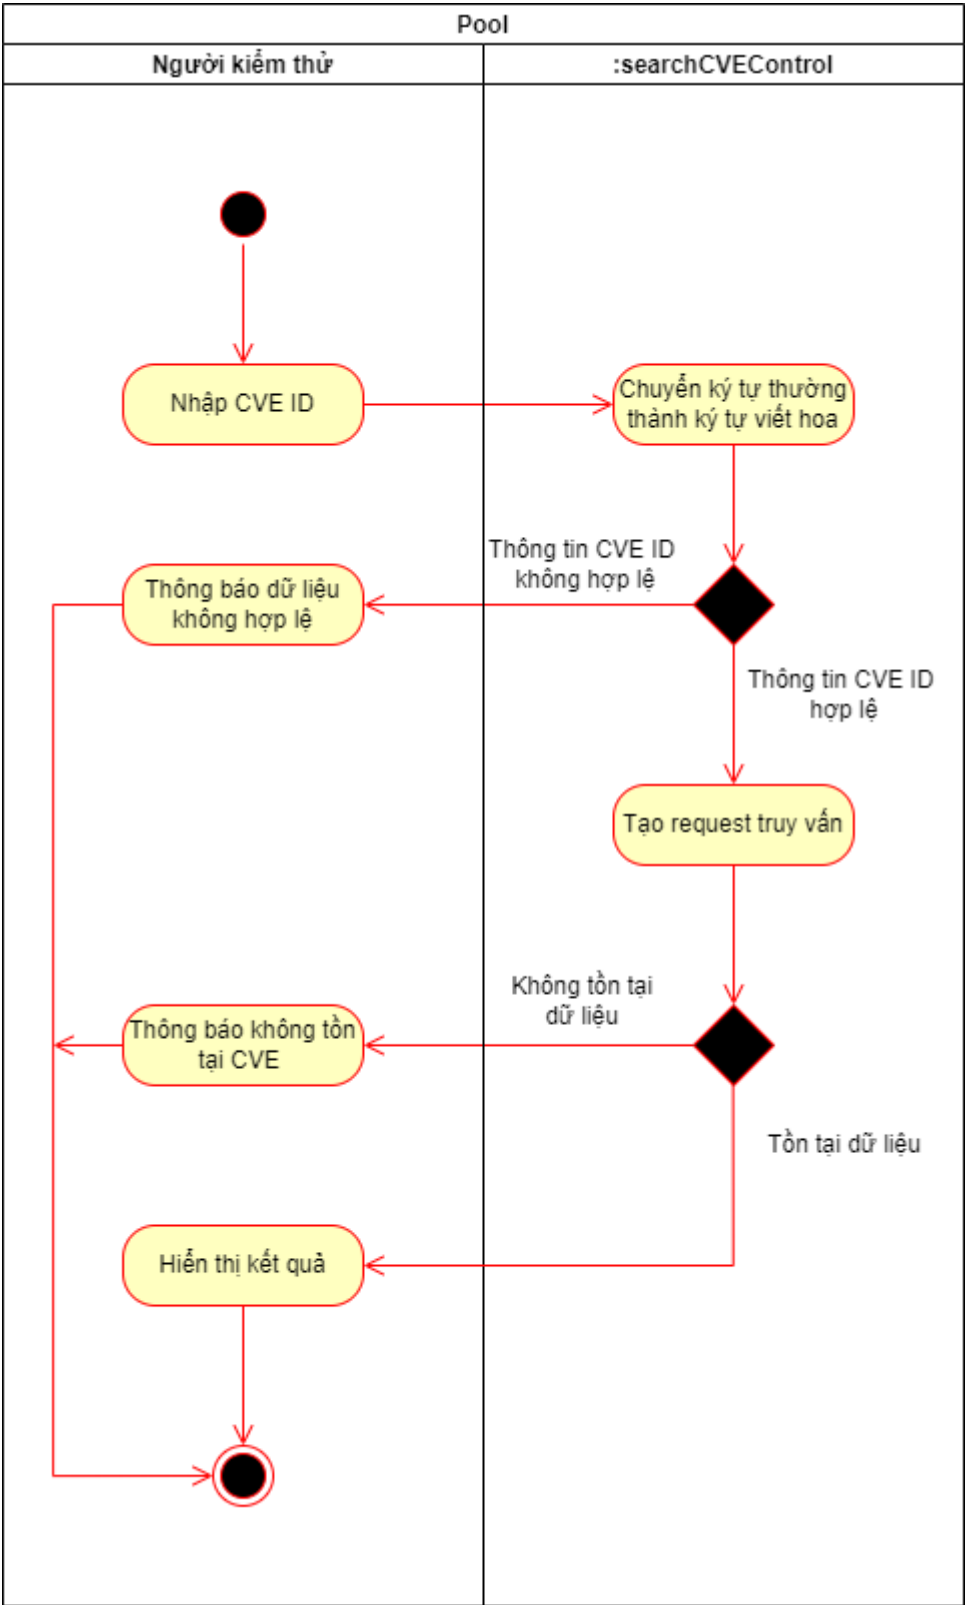 Pool
Người kiểm thử
:searchCVEControl
Nhập CVE ID
Chuyển ký tự thường
thành ký tự viết hoa
Thông tin CVE ID
không hợp lệ
Thông báo dữ liệu
không hợp lệ
Thông tin CVE ID
hợp lệ
Tạo request truy vấn
Không tồn tại
dữ liệu
Thông báo không tồn
tại CVE
Tồn tại dữ liệu
Hiển thị kết quả